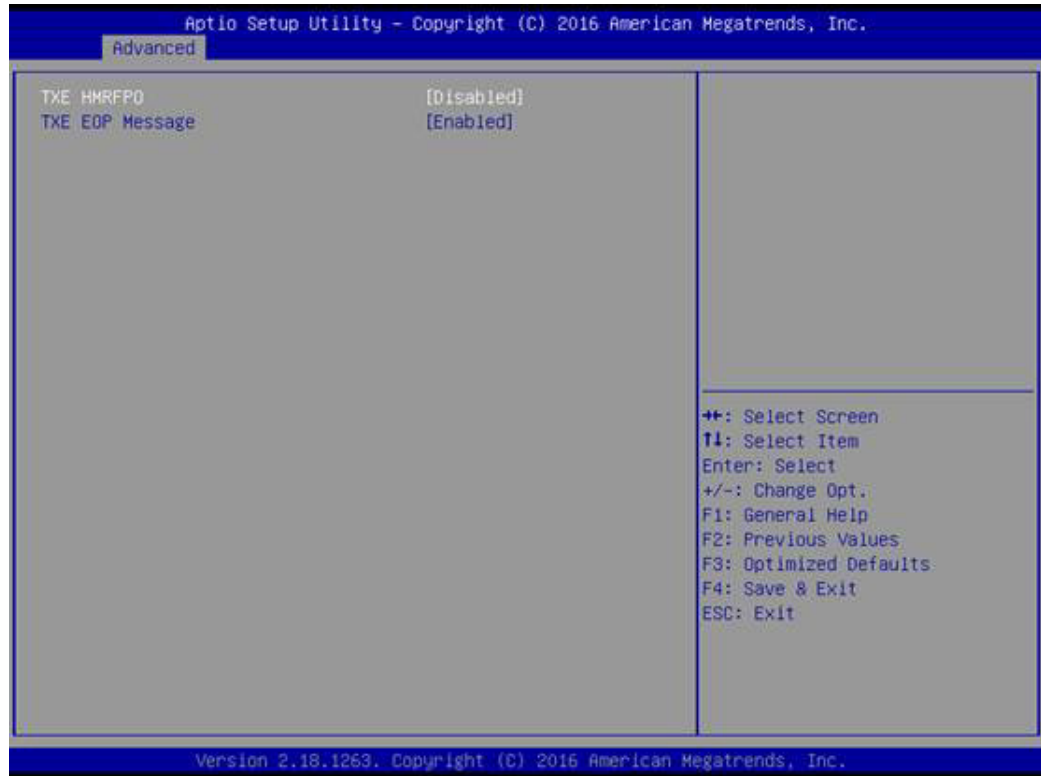 Aptio Setup Utility – Copyright (C) 2016 American Megatrends, Inc.
Advanced
TXE HMRFPO [Disabled]
TXE EOP Message [Enabled]
→←: Select Screen
↑↓: Select Item
Enter: Select
+/-: Change Opt.
F1: General Help
F2: Previous Values
F3: Optimized Defaults
F4: Save & Exit
ESC: Exit
Version 2.18.1263. Copyright (C) 2016 American Megatrends, Inc.